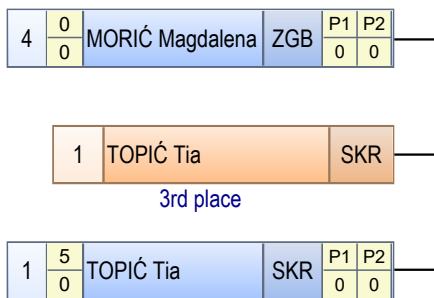 4 0 0 MORIĆ Magdalena ZGB P1 P2 0 0
1 TOPIĆ Tia SKR
3rd place
1 5 0 TOPIĆ Tia SKR P1 P2 0 0